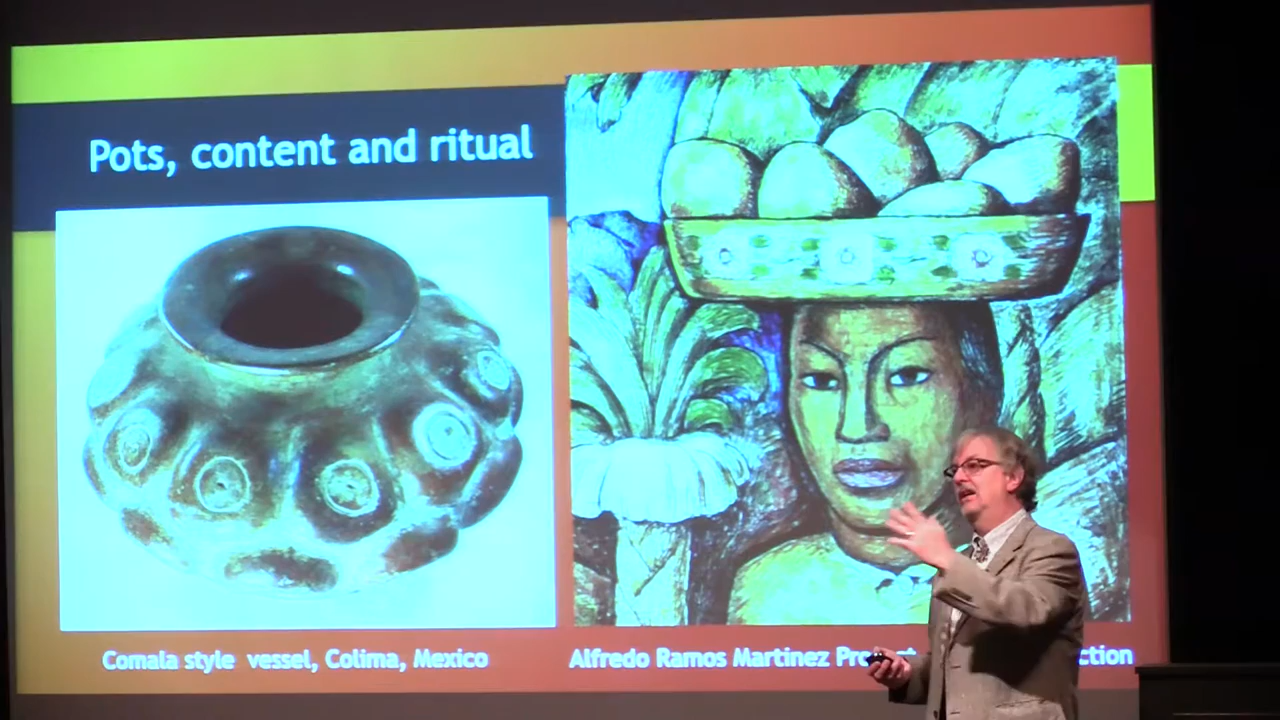 Pots, content and ritual
Comala style vessel, Colima, Mexico
Alfredo Ramos Martinez